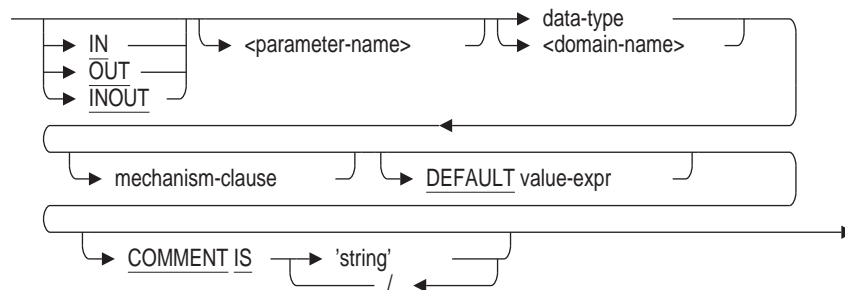 IN
OUT
INOUT
<parameter-name>
data-type
<domain-name>
mechanism-clause
DEFAULT value-expr
COMMENT IS
'string'
/